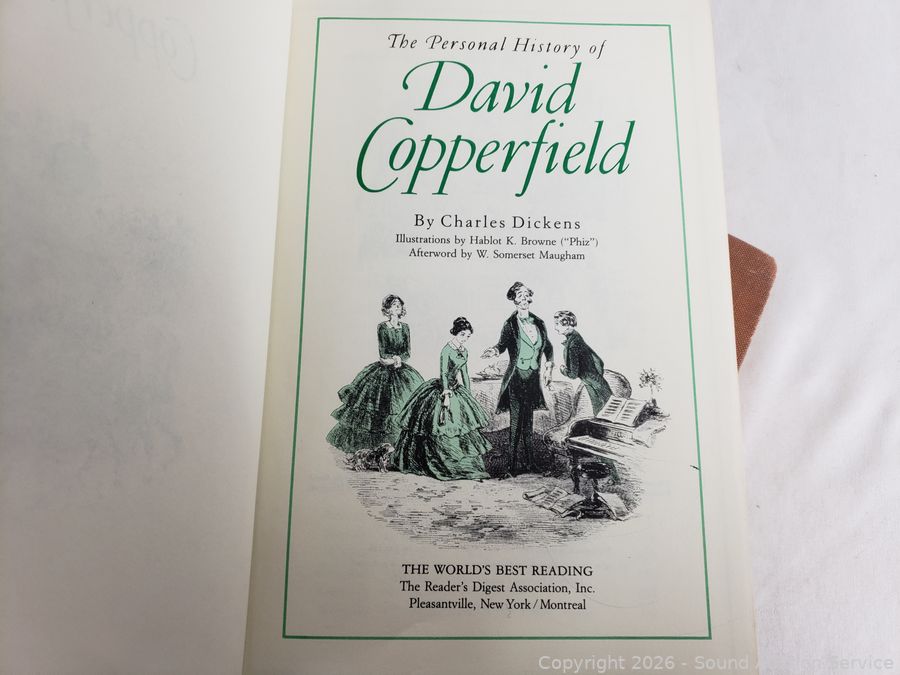 The Personal History of
David
Copperfield
By Charles Dickens
Illustrations by Hablot K. Browne ("Phiz")
Afterword by W. Somerset Maugham
THE WORLD'S BEST READING
The Reader's Digest Association, Inc.
Pleasantville, New York / Montreal
Copyright 2026 - Sound Auction Service